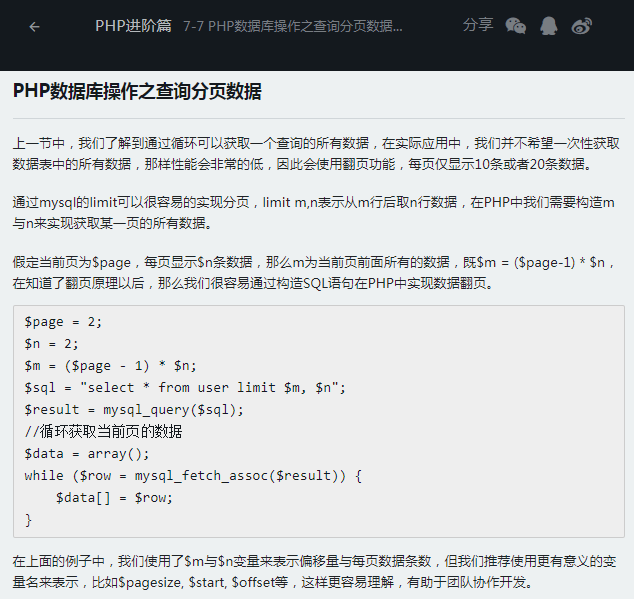 PHP进阶篇 7-7 PHP数据库操作之查询分页数据... 分享
PHP数据库操作之查询分页数据
上一节中，我们了解到通过循环可以获取一个查询的所有数据，在实际应用中，我们并不希望一次性获取
数据表中的所有数据，那样性能会非常的低，因此会使用翻页功能，每页仅显示10条或者20条数据。
通过mysql的limit可以很容易的实现分页，limit m,n表示从m行后取n行数据，在PHP中我们需要构造m
与n来实现获取某一页的所有数据。
假定当前页为$page，每页显示$n条数据，那么m为当前页前面所有的数据，既$m = ($page-1) * $n，
在知道了翻页原理以后，那么我们很容易通过构造SQL语句在PHP中实现数据翻页。
$page = 2;
$n = 2;
$m = ($page - 1) * $n;
$sql = "select * from user limit $m, $n";
$result = mysql_query($sql);
//循环获取当前页的数据
$data = array();
while ($row = mysql_fetch_assoc($result)) {
    $data[] = $row;
}
在上面的例子中，我们使用了$m与$n变量来表示偏移量与每页数据条数，但我们推荐使用更有意义的变
量名来表示，比如$pagesize, $start, $offset等，这样更容易理解，有助于团队协作开发。